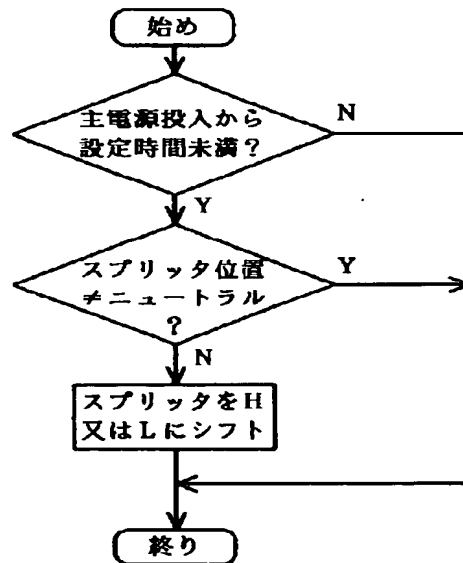 始め
主電源投入から
設定時間未満?
N
Y
スプリッタ位置
≠ニュートラル
?
Y
N
スプリッタをH
又はLにシフト
終り